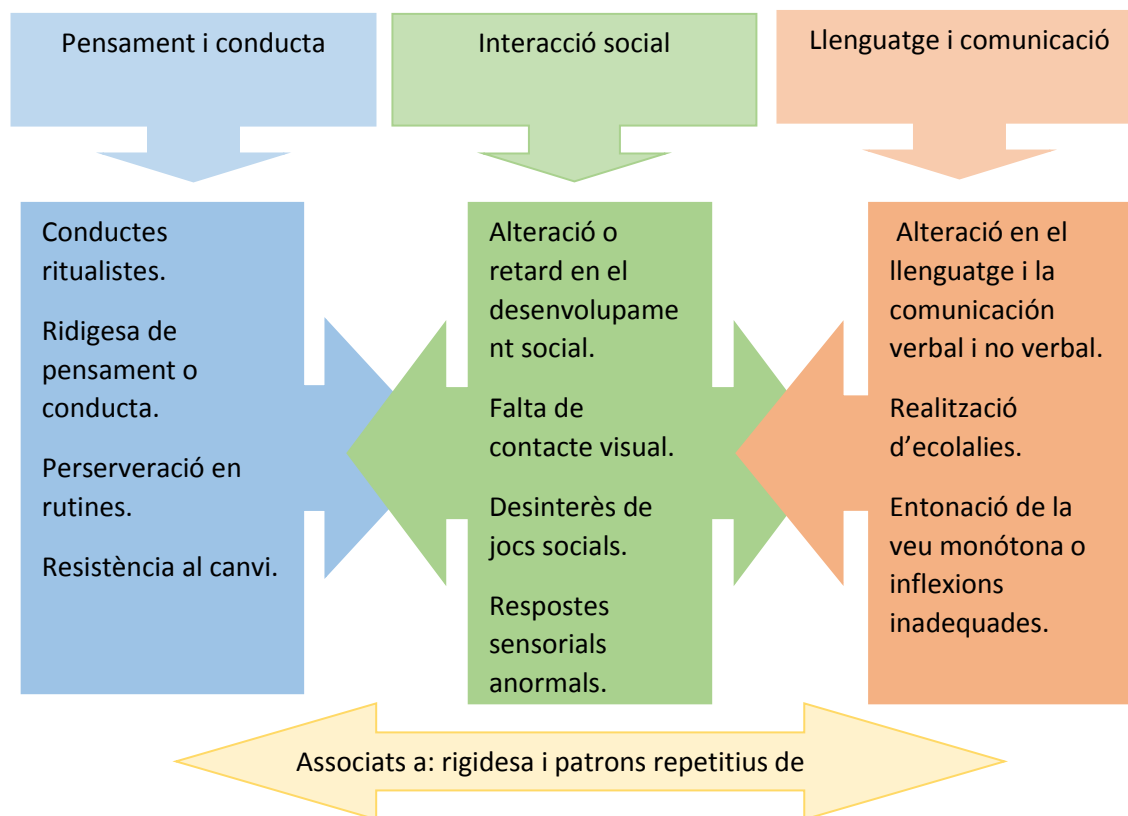 Pensament i conducta
Interacció social
Llenguatge i comunicació
Conductes
ritualistes.
Ridigesa de
pensament o
conducta.
Perserveració en
rutines.
Resistència al canvi.
Alteració o
retard en el
desenvolupame
nt social.
Falta de
contacte visual.
Desinterès de
jocs socials.
Respostes
sensorials
anormals.
Alteració en el
llenguatge i la
comunicación
verbal i no verbal.
Realització
d’ecolalies.
Entonació de la
veu monótona o
inflexions
inadequades.
Associats a: rigidesa i patrons repetitius de